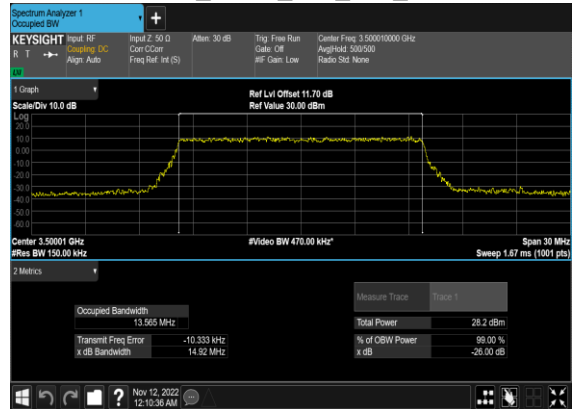 Spectrum Analyzer 1
Occupied BW
+
KEYSIGHT Input: RF Input Z: 50 Ω Atten: 30 dB Trig: Free Run Center Freq: 3.500010000 GHz
R T Coupling: DC Corr CCorr Gate: Off Avg|Hold: 500/500
Align: Auto Freq Ref: Int (S) #IF Gain: Low Radio Std: None
1 Graph
Ref Lvl Offset 11.70 dB
Scale/Div 10.0 dB Ref Value 30.00 dBm
Log
20.0
10.0
0.00
-10.0
-20.0
-30.0
-40.0
-50.0
-60.0
Center 3.50001 GHz #Video BW 470.00 kHz* Span 30 MHz
#Res BW 150.00 kHz Sweep 1.67 ms (1001 pts)
2 Metrics
Measure Trace Trace 1
Occupied Bandwidth
13.565 MHz
Total Power 28.2 dBm
Transmit Freq Error -10.333 kHz % of OBW Power 99.00 %
x dB Bandwidth 14.92 MHz x dB -26.00 dB
?
Nov 12, 2022
12:10:36 AM